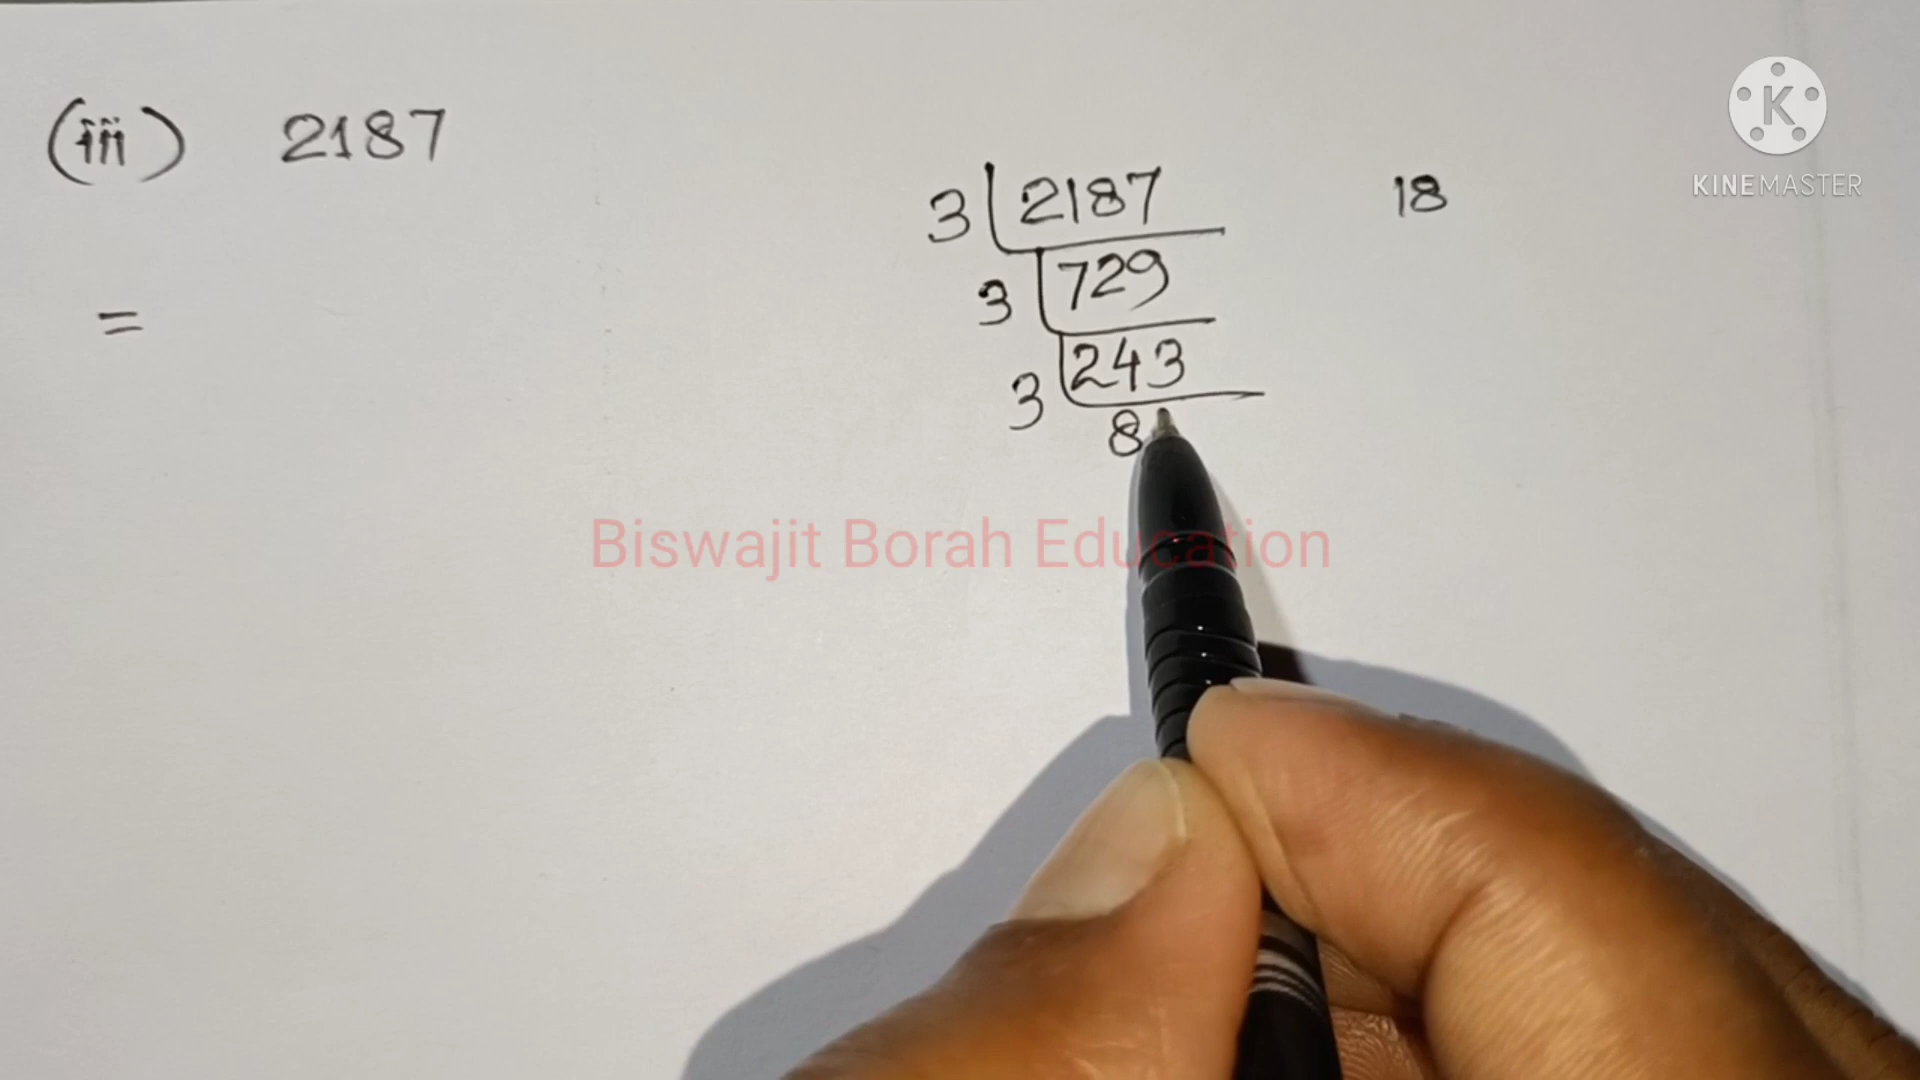 (iii) 2187
3 2187 18
3 729
= 3 243
8
KINEMASTER
Biswajit Borah Education